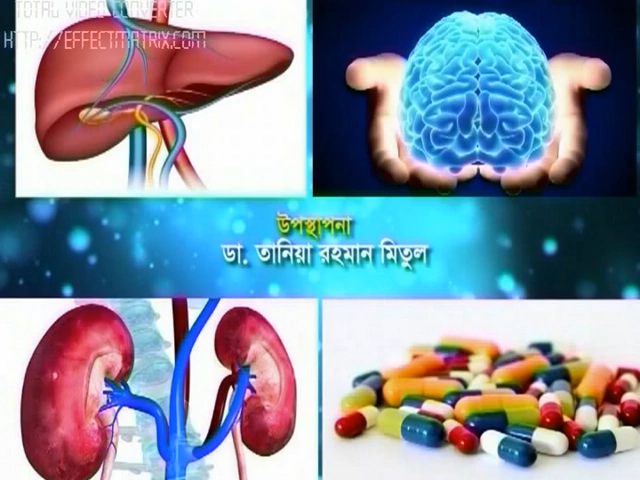 TOTAL VIDEO CONVERTER
HTTP://EFFECTMATRIX.COM
উপস্থাপনা
ডা. তানিয়া রহমান মিতুল